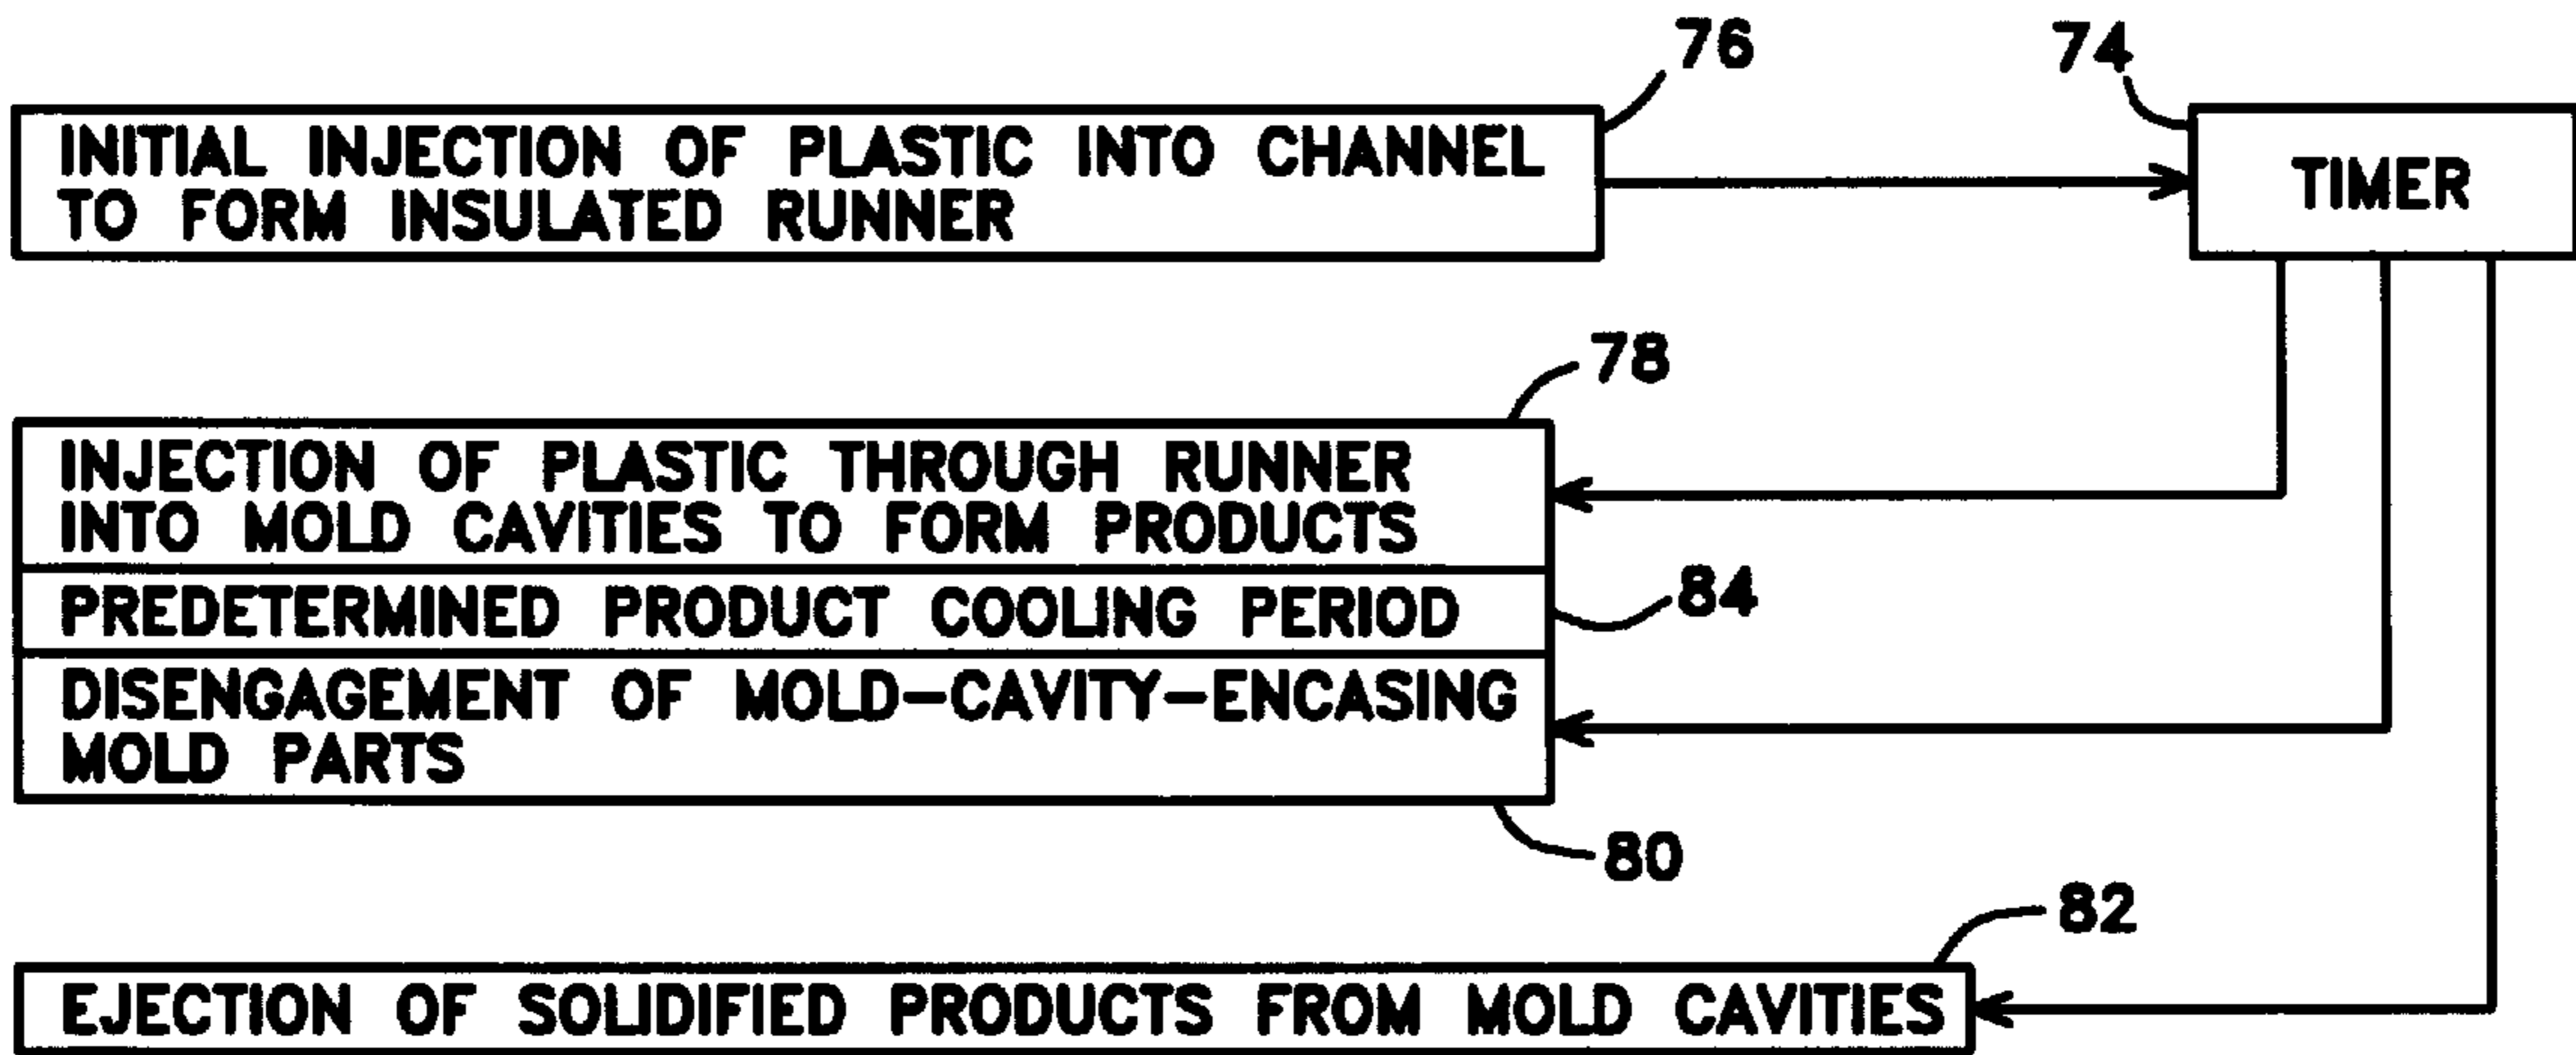 76
74
INITIAL INJECTION OF PLASTIC INTO CHANNEL
TO FORM INSULATED RUNNER
TIMER
78
INJECTION OF PLASTIC THROUGH RUNNER
INTO MOLD CAVITIES TO FORM PRODUCTS
PREDETERMINED PRODUCT COOLING PERIOD
84
DISENGAGEMENT OF MOLD-CAVITY-ENCASING
MOLD PARTS
80
82
EJECTION OF SOLIDIFIED PRODUCTS FROM MOLD CAVITIES